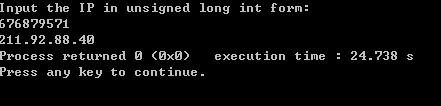 Input the IP in unsigned long int form:
676879571
211.92.88.40
Process returned 0 (0x0)   execution time : 24.738 s
Press any key to continue.